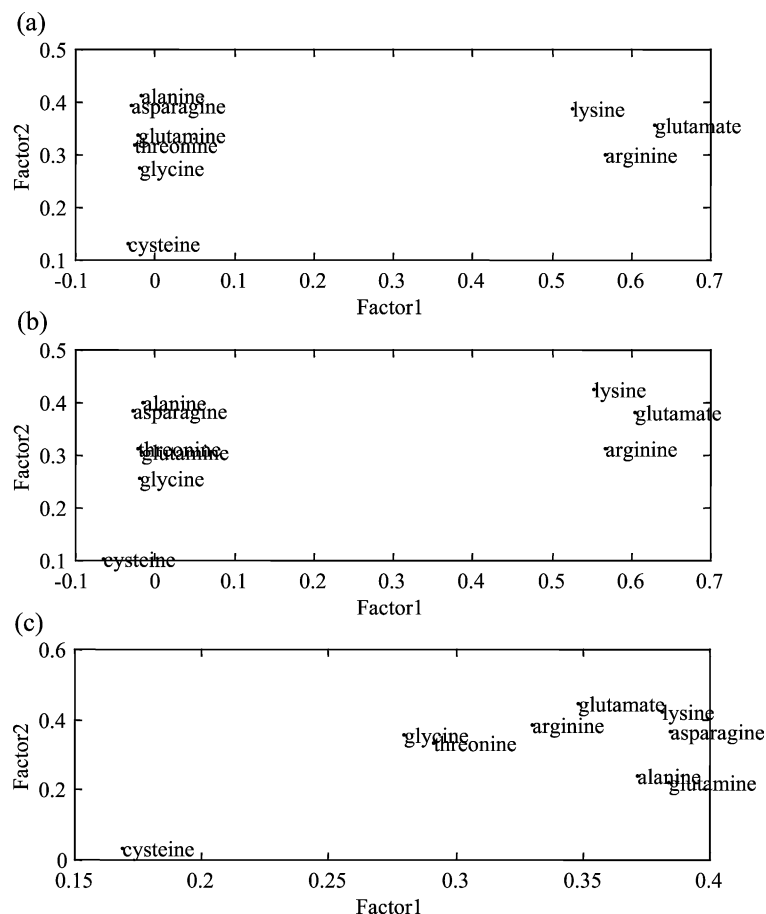 (a)
0.5
alanine
0.4
asparagine
lysine
glutamate
glutamine
threonine
0.3
arginine
glycine
0.2
cysteine
0.1
Factor2
-0.1 0 0.1 0.2 0.3 0.4 0.5 0.6 0.7
Factor1
(b)
0.5
alanine
0.4
asparagine
lysine
glutamate
threonine
glutamine
0.3
arginine
glycine
0.2
0.1
cysteine
Factor2
-0.1 0 0.1 0.2 0.3 0.4 0.5 0.6 0.7
Factor1
(c)
0.6
glutamate
lysine
0.4
arginine
asparagine
glycine
threonine
alanine
0.2
glutamine
cysteine
0
Factor2
0.15 0.2 0.25 0.3 0.35 0.4
Factor1